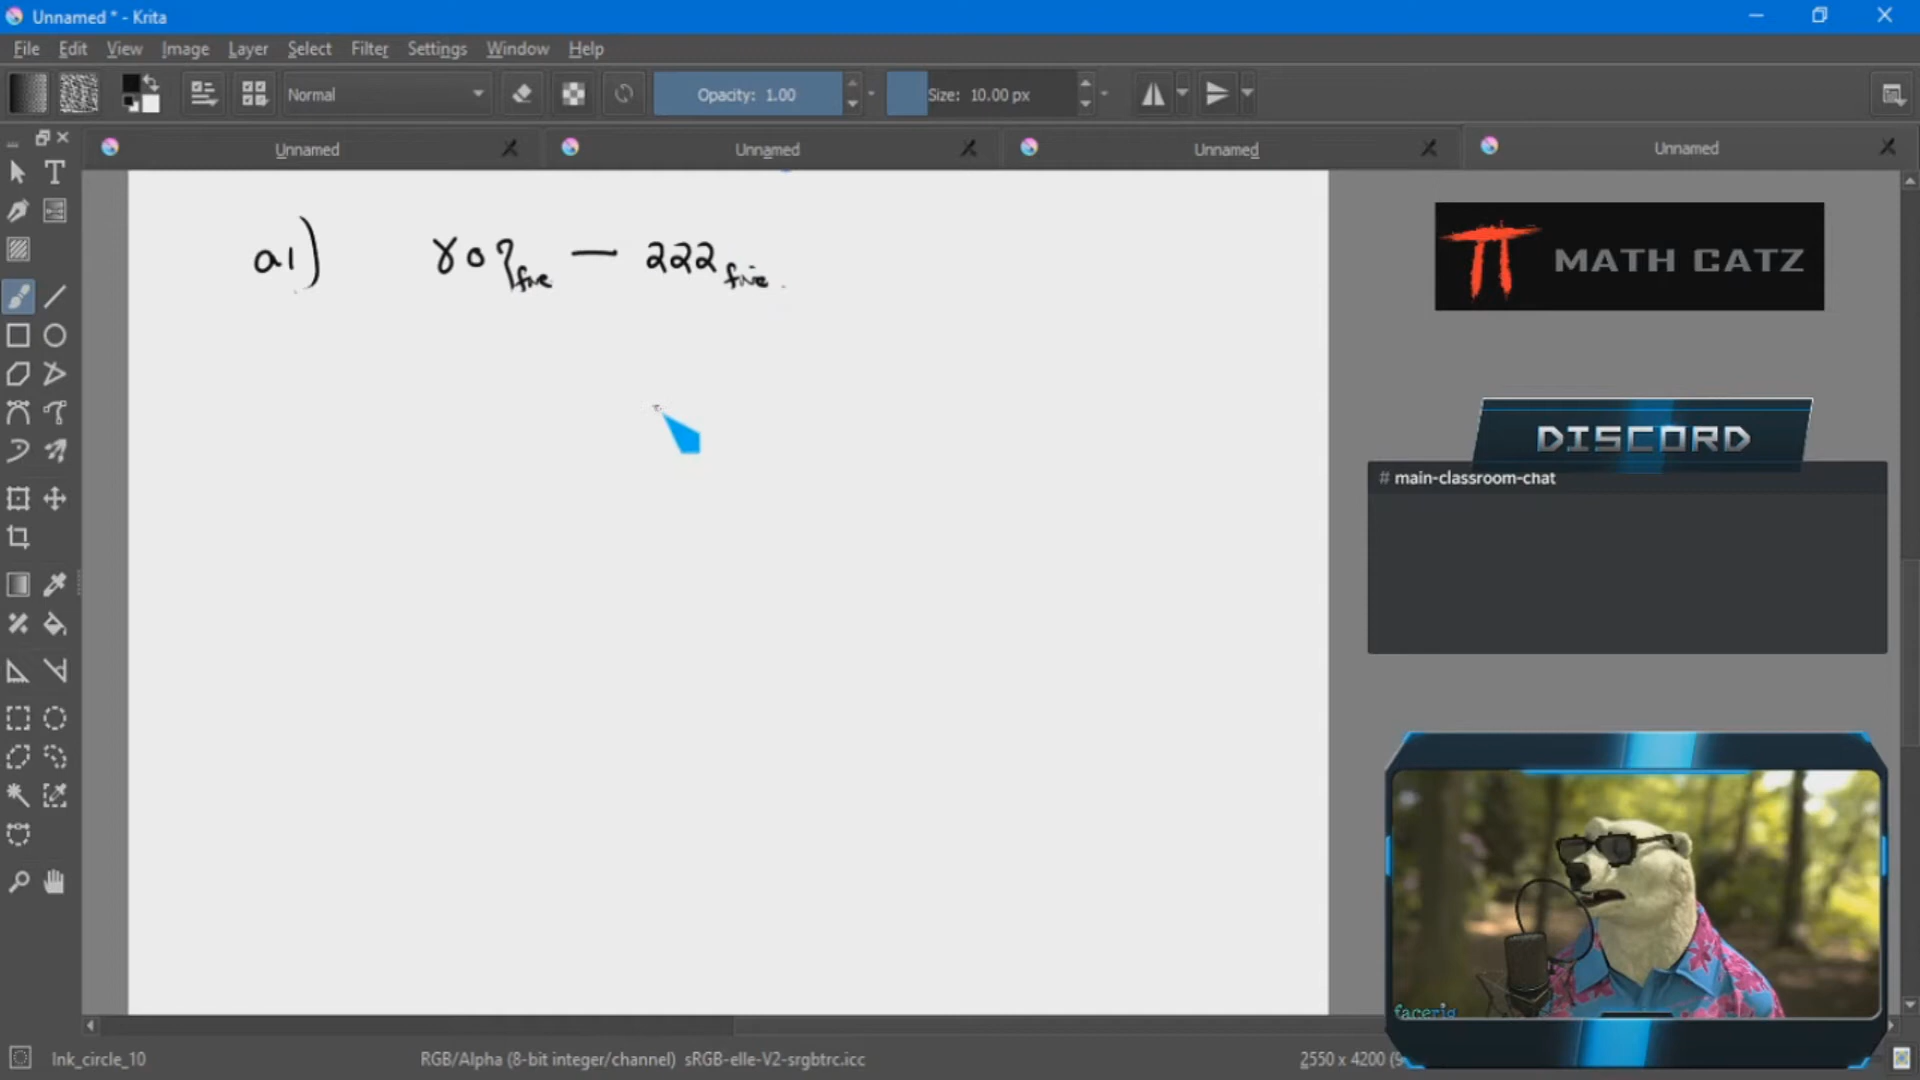 Unnamed * - Krita
File Edit View Image Layer Select Filter Settings Window Help
Normal Opacity: 1.00 Size: 10.00 px
Unnamed Unnamed Unnamed Unnamed
a1) 803five — 222five
MATH CATZ
DISCORD
# main-classroom-chat
facerig
Ink_circle_10 RGB/Alpha (8-bit integer/channel) sRGB-elle-V2-srgbtrc.icc 2550 x 4200